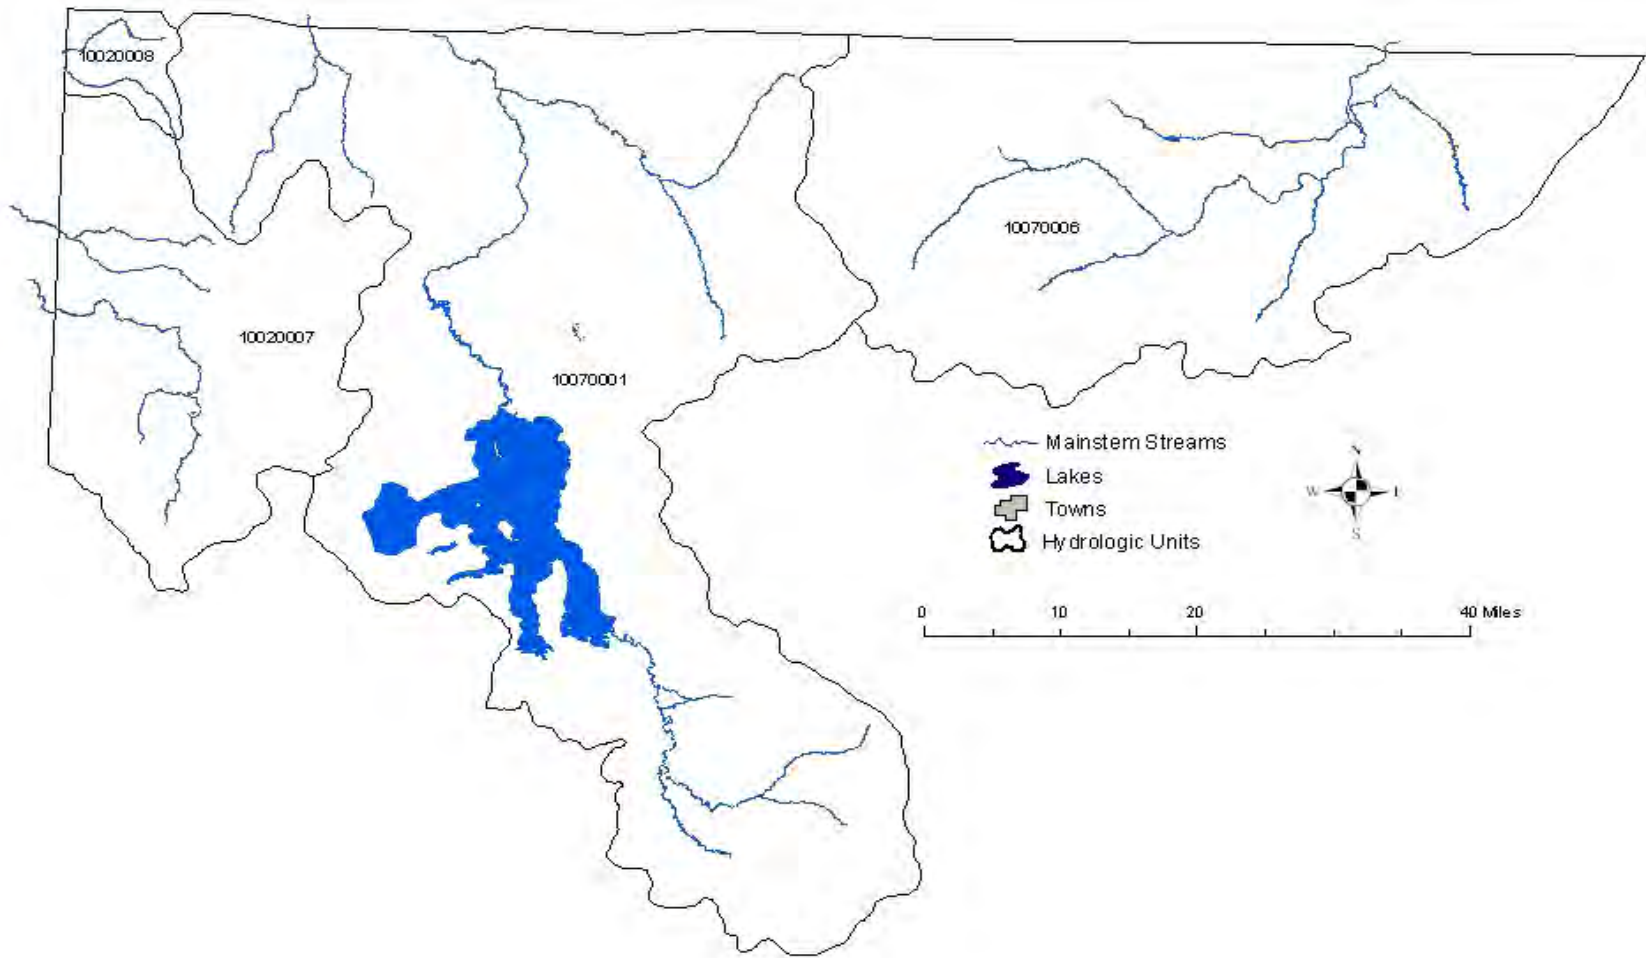 10020008
10070006
10020007
10070001
Mainstem Streams
Lakes
Towns
Hydrologic Units
N
W
S
0 10 20 40 Miles